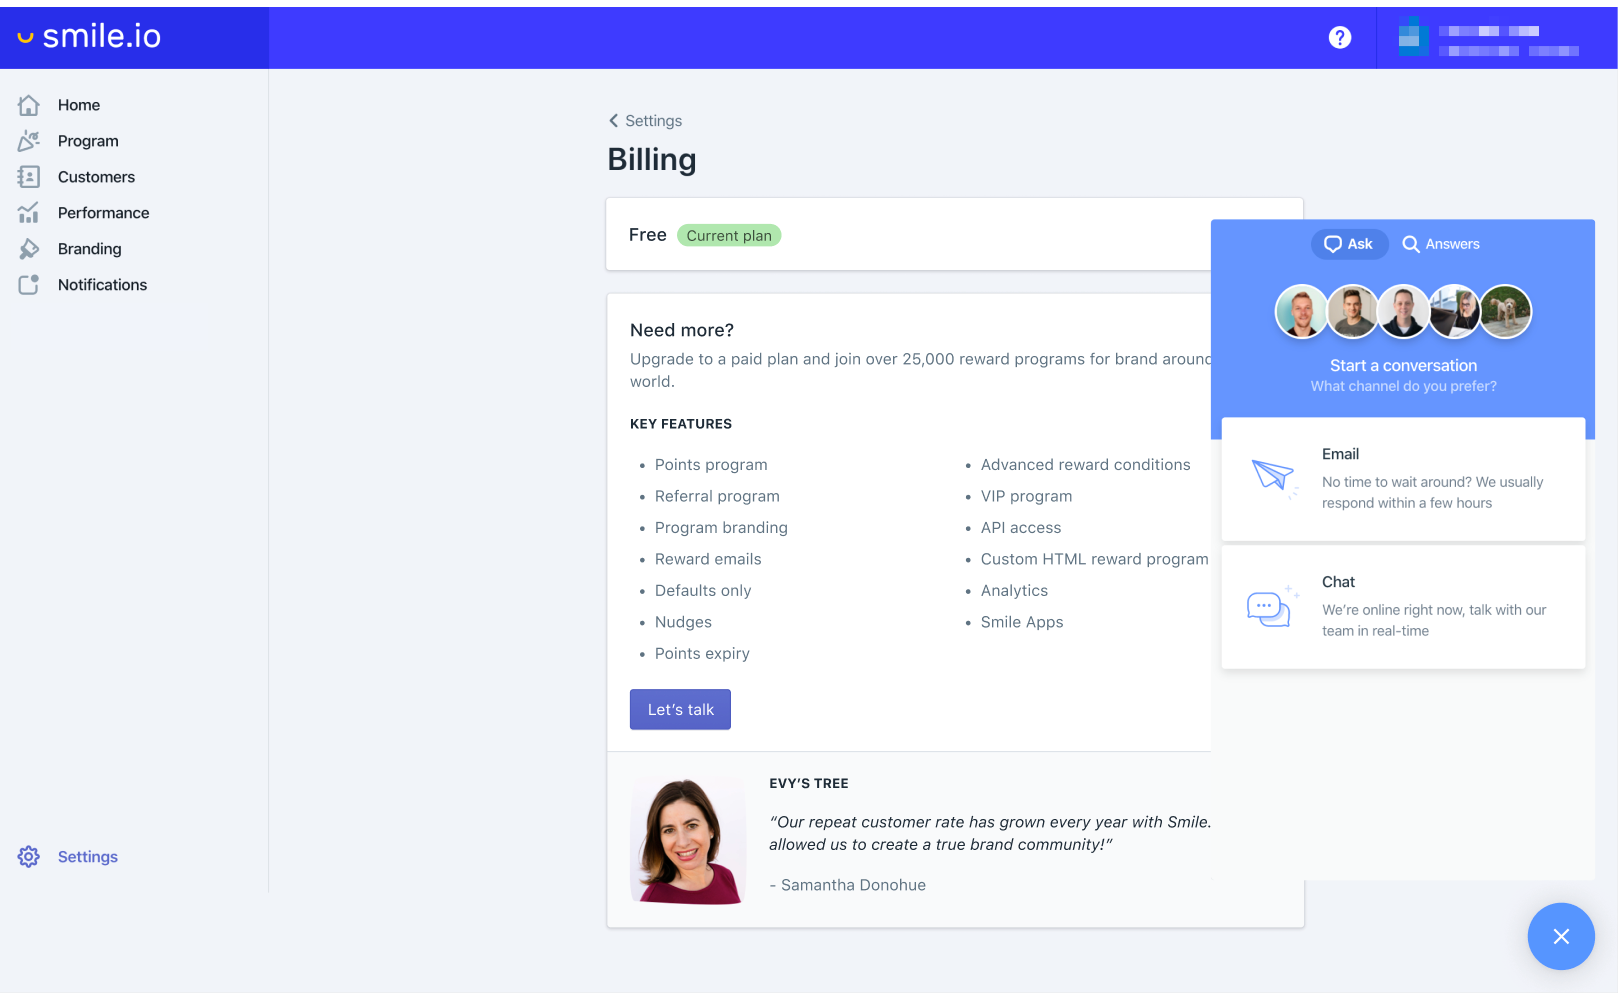 smile.io
?
Home
Program
Customers
Performance
Branding
Notifications
Settings
Settings
Billing
Free Current plan
Need more?
Upgrade to a paid plan and join over 25,000 reward programs for brand around
world.
KEY FEATURES
• Points program
• Referral program
• Program branding
• Reward emails
• Defaults only
• Nudges
• Points expiry
• Advanced reward conditions
• VIP program
• API access
• Custom HTML reward program
• Analytics
• Smile Apps
Let's talk
EVY'S TREE
“Our repeat customer rate has grown every year with Smile.
allowed us to create a true brand community!”
- Samantha Donohue
Ask Answers
Start a conversation
What channel do you prefer?
Email
No time to wait around? We usually
respond within a few hours
Chat
We're online right now, talk with our
team in real-time